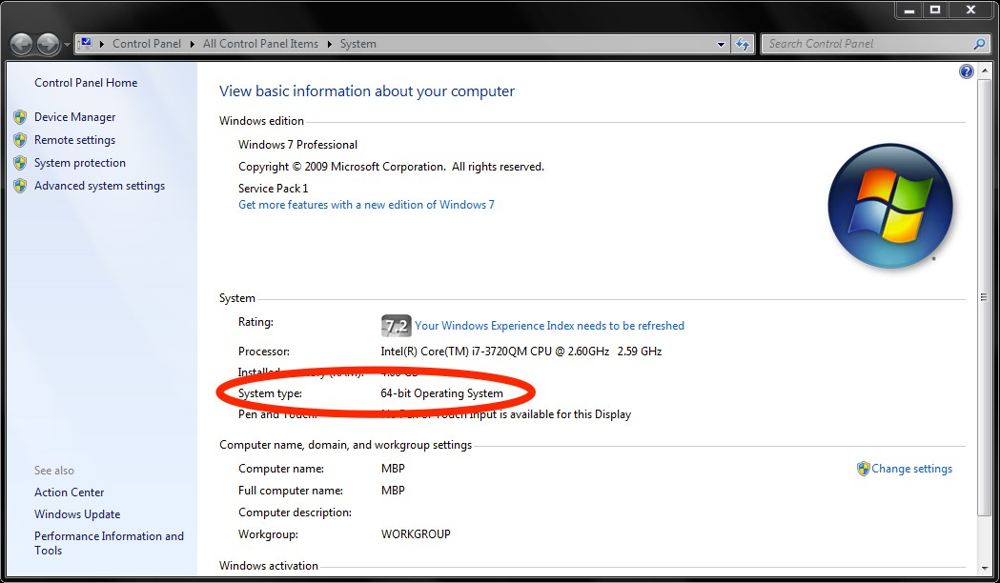 Control Panel ▸ All Control Panel Items ▸ System
Search Control Panel
Control Panel Home
Device Manager
Remote settings
System protection
Advanced system settings
See also
Action Center
Windows Update
Performance Information and
Tools
View basic information about your computer
Windows edition
Windows 7 Professional
Copyright © 2009 Microsoft Corporation. All rights reserved.
Service Pack 1
Get more features with a new edition of Windows 7
System
Rating:
7.2 Your Windows Experience Index needs to be refreshed
Processor: Intel(R) Core(TM) i7-3720QM CPU @ 2.60GHz 2.59 GHz
Installed (RAM): GB
System type: 64-bit Operating System
Pen and Touch: No Pen or Touch Input is available for this Display
Computer name, domain, and workgroup settings
Computer name: MBP
Change settings
Full computer name: MBP
Computer description:
Workgroup: WORKGROUP
Windows activation